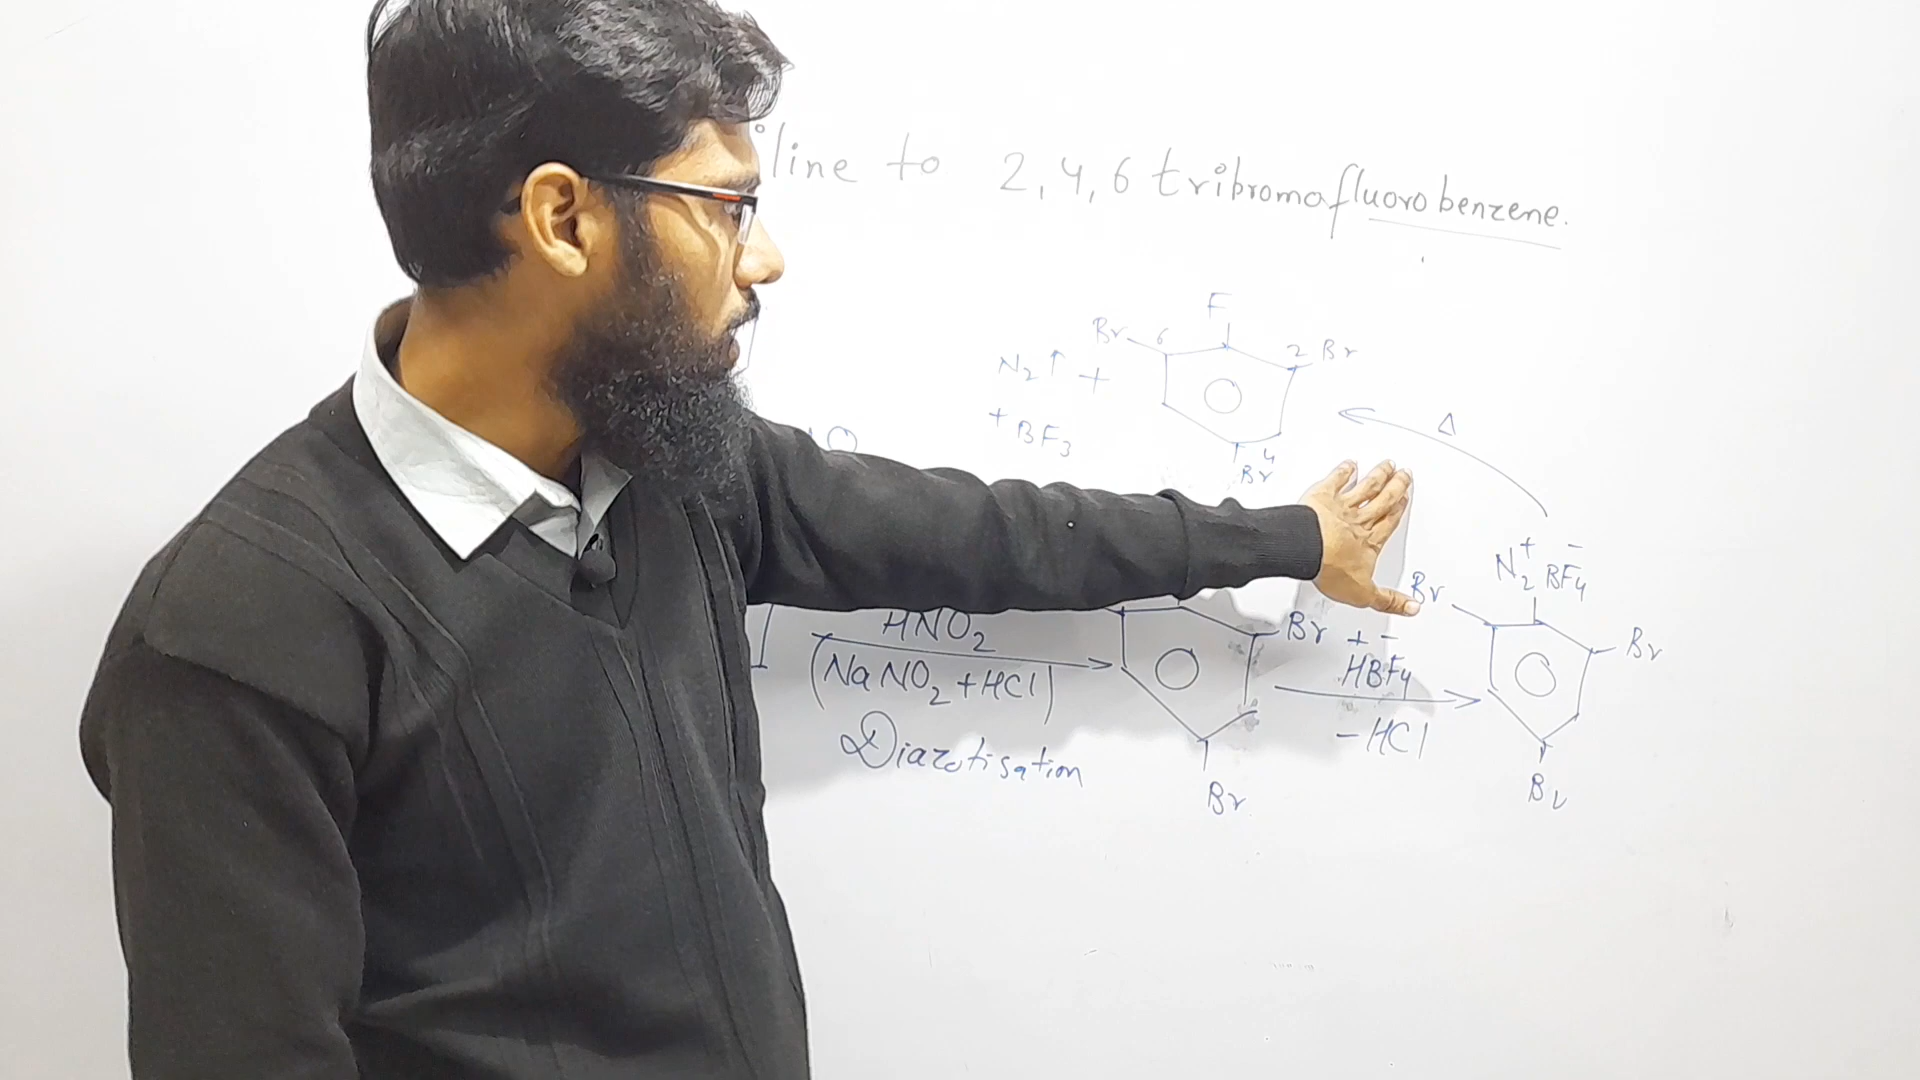 line to 2,4,6 tribromofluorobenzene.
F
Br 6
2 Br
N₂↑ +
+ BF₃
4
Br
Δ
N₂⁺ BF₄⁻
Br
Br
Br
HNO₂
(NaNO₂ + HCl)
Diazotisation
Br
+ -
HBF₄
-HCl
Br